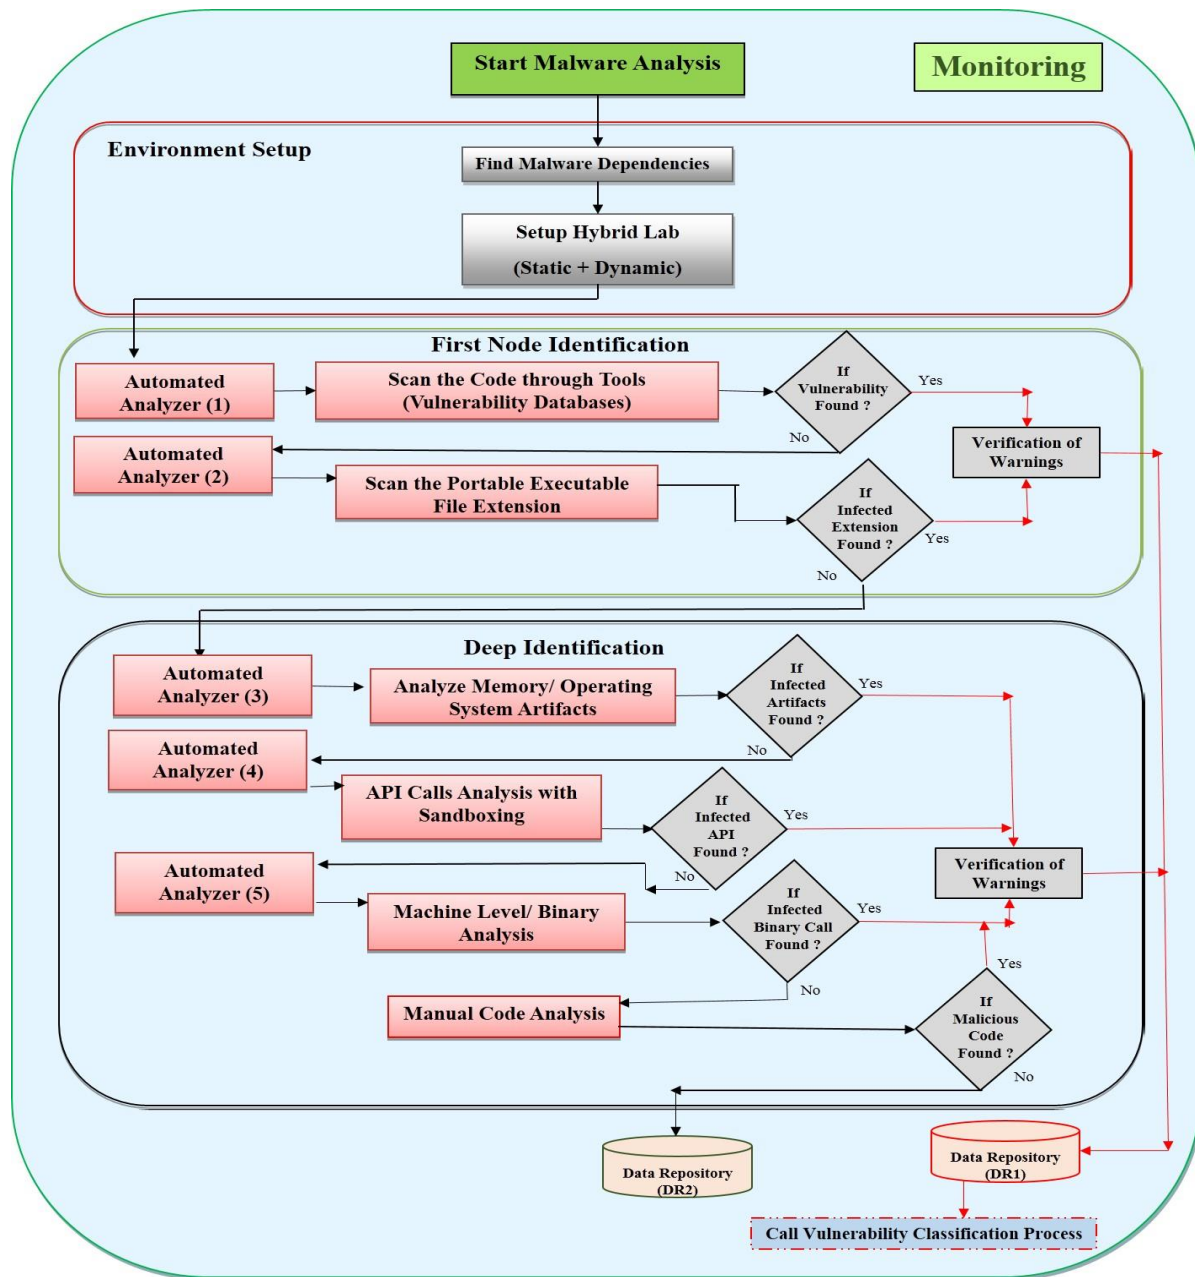 Start Malware Analysis
Monitoring
Environment Setup
Find Malware Dependencies
Setup Hybrid Lab
(Static + Dynamic)
First Node Identification
Automated
Analyzer (1)
Scan the Code through Tools
(Vulnerability Databases)
If
Vulnerability
Found ?
Yes
No
Verification of
Warnings
Automated
Analyzer (2)
Scan the Portable Executable
File Extension
If
Infected
Extension
Found ?
Yes
No
Deep Identification
Automated
Analyzer (3)
Analyze Memory/ Operating
System Artifacts
If
Infected
Artifacts
Found ?
Yes
No
Automated
Analyzer (4)
API Calls Analysis with
Sandboxing
If
Infected
API
Found ?
Yes
No
Verification of
Warnings
Automated
Analyzer (5)
Machine Level/ Binary
Analysis
If
Infected
Binary Call
Found ?
Yes
No
Manual Code Analysis
If
Malicious
Code
Found ?
Yes
No
Data Repository
(DR2)
Data Repository
(DR1)
Call Vulnerability Classification Process